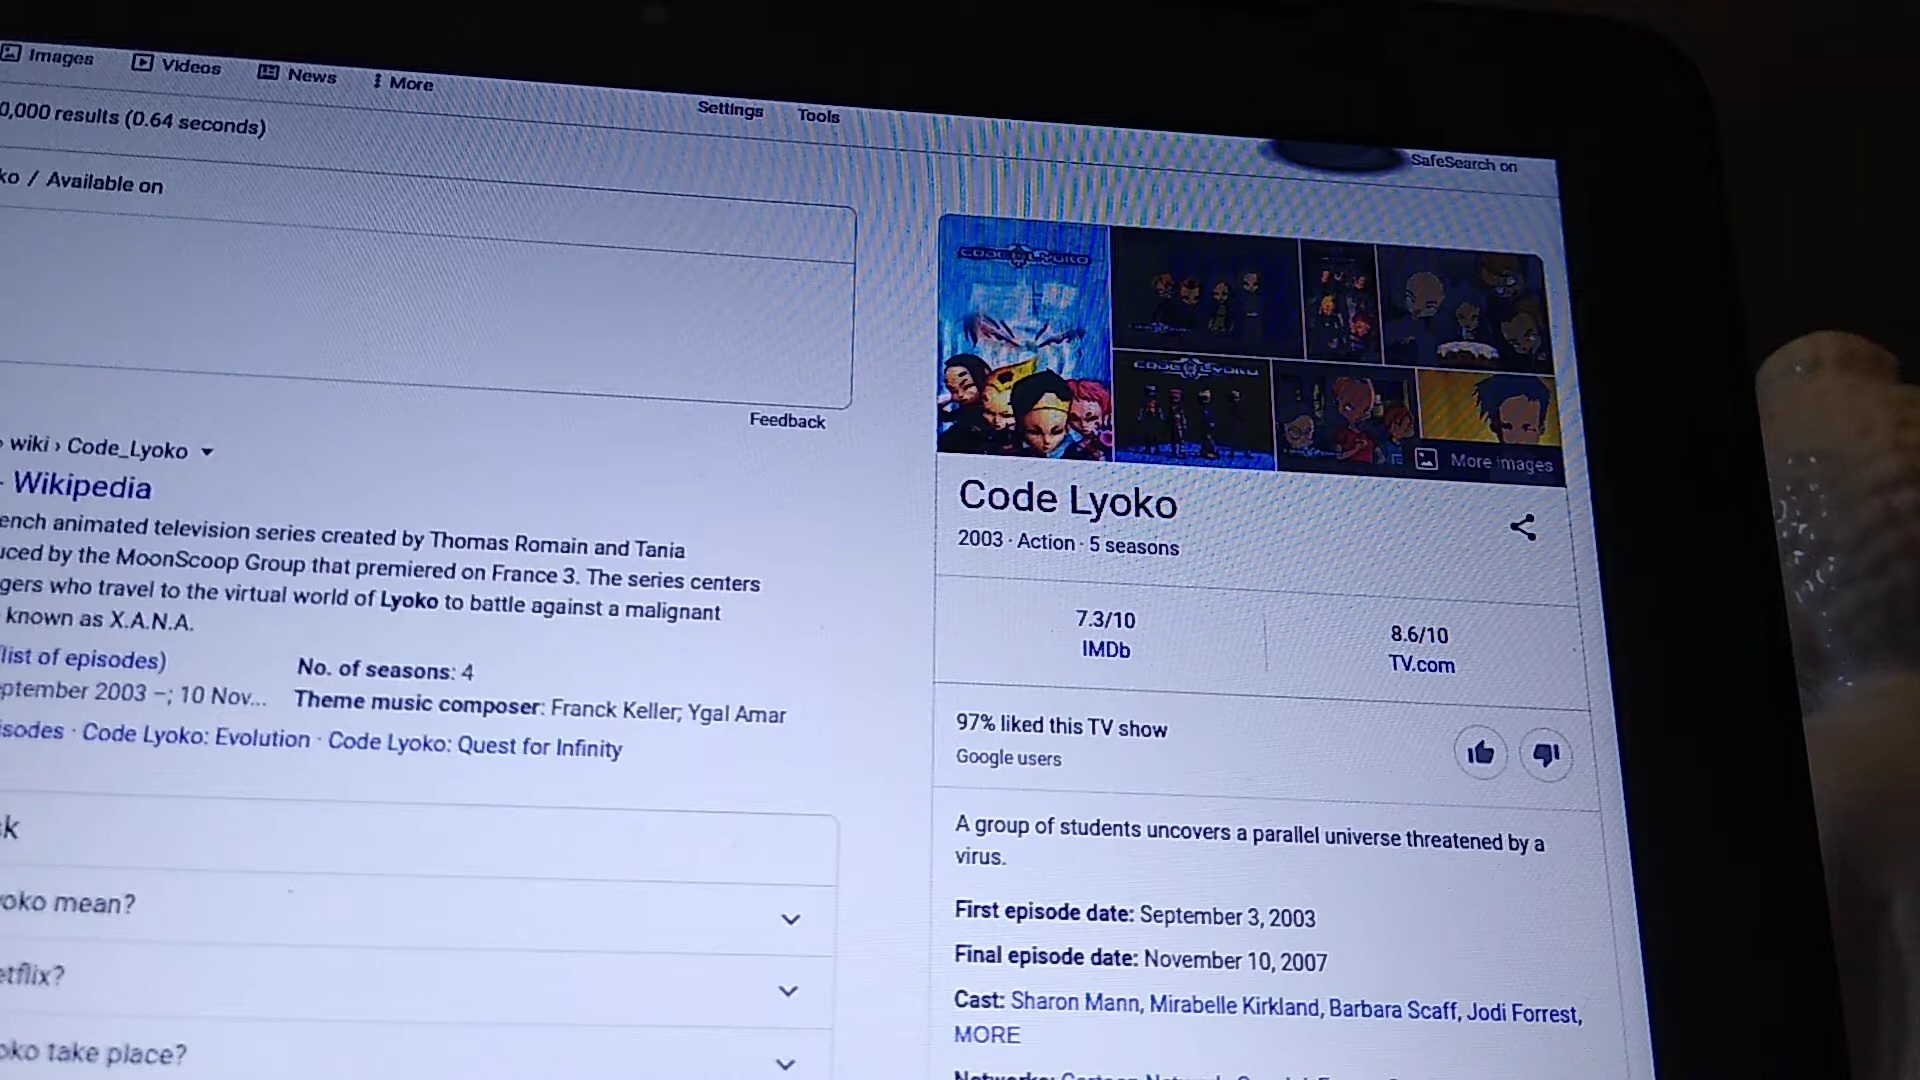 Images Videos News More
Settings Tools
SafeSearch on
0,000 results (0.64 seconds)
ko / Available on
Feedback
wiki › Code_Lyoko
- Wikipedia
ench animated television series created by Thomas Romain and Tania
uced by the MoonScoop Group that premiered on France 3. The series centers
gers who travel to the virtual world of Lyoko to battle against a malignant
known as X.A.N.A.
list of episodes)
No. of seasons: 4
ptember 2003 –; 10 Nov...
Theme music composer: Franck Keller; Ygal Amar
isodes · Code Lyoko: Evolution · Code Lyoko: Quest for Infinity
k
oko mean?
etflix?
oko take place?
CODE LYOKO
CODE LYOKO
More images
Code Lyoko
2003 · Action · 5 seasons
7.3/10
IMDb
8.6/10
TV.com
97% liked this TV show
Google users
A group of students uncovers a parallel universe threatened by a
virus.
First episode date: September 3, 2003
Final episode date: November 10, 2007
Cast: Sharon Mann, Mirabelle Kirkland, Barbara Scaff, Jodi Forrest,
MORE